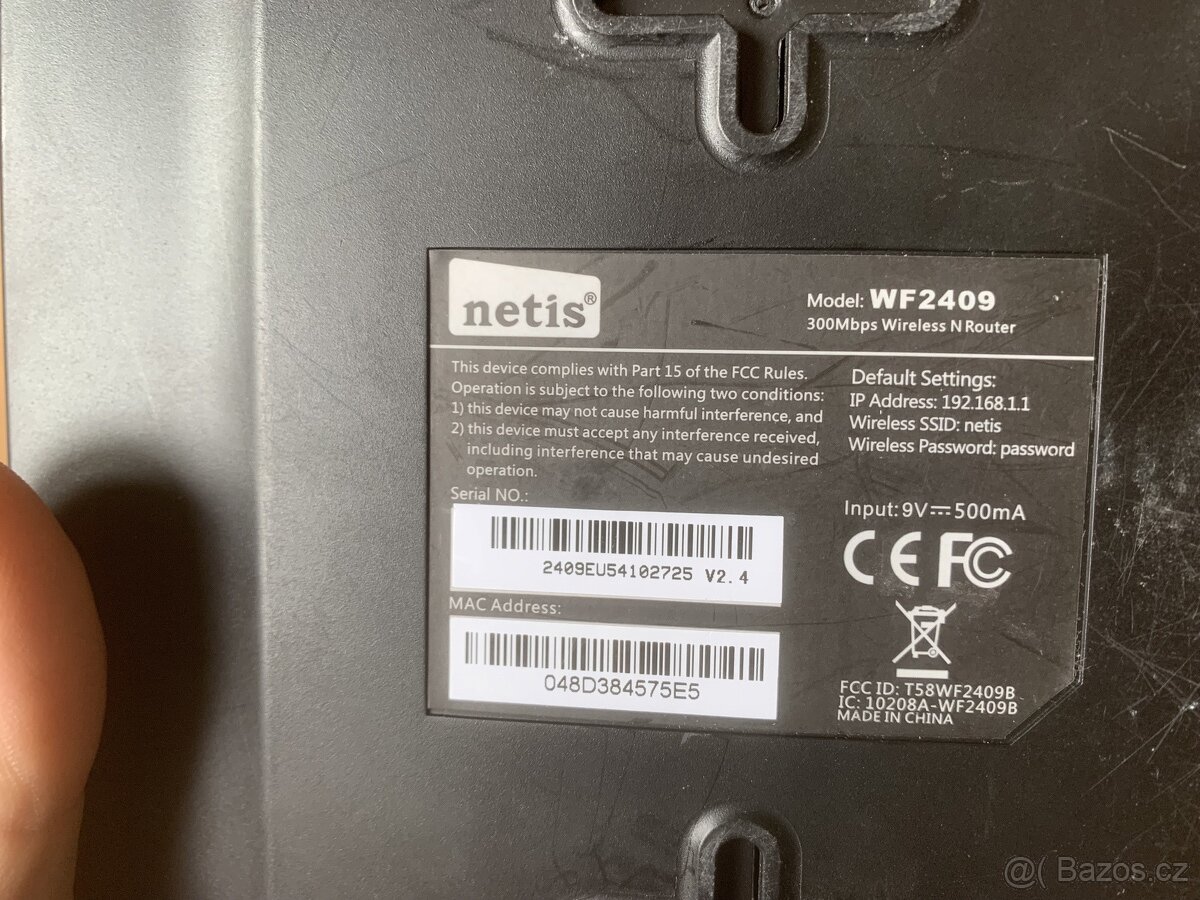 netis®
Model: WF2409
300Mbps Wireless N Router
This device complies with Part 15 of the FCC Rules.
Operation is subject to the following two conditions:
1) this device may not cause harmful interference, and
2) this device must accept any interference received,
including interference that may cause undesired
operation.
Default Settings:
IP Address: 192.168.1.1
Wireless SSID: netis
Wireless Password: password
Serial NO.:
2409EU54102725 V2.4
MAC Address:
048D384575E5
Input: 9V⎓500mA
CE FC
FCC ID: T58WF2409B
IC: 10208A-WF2409B
MADE IN CHINA
@( Bazos.cz